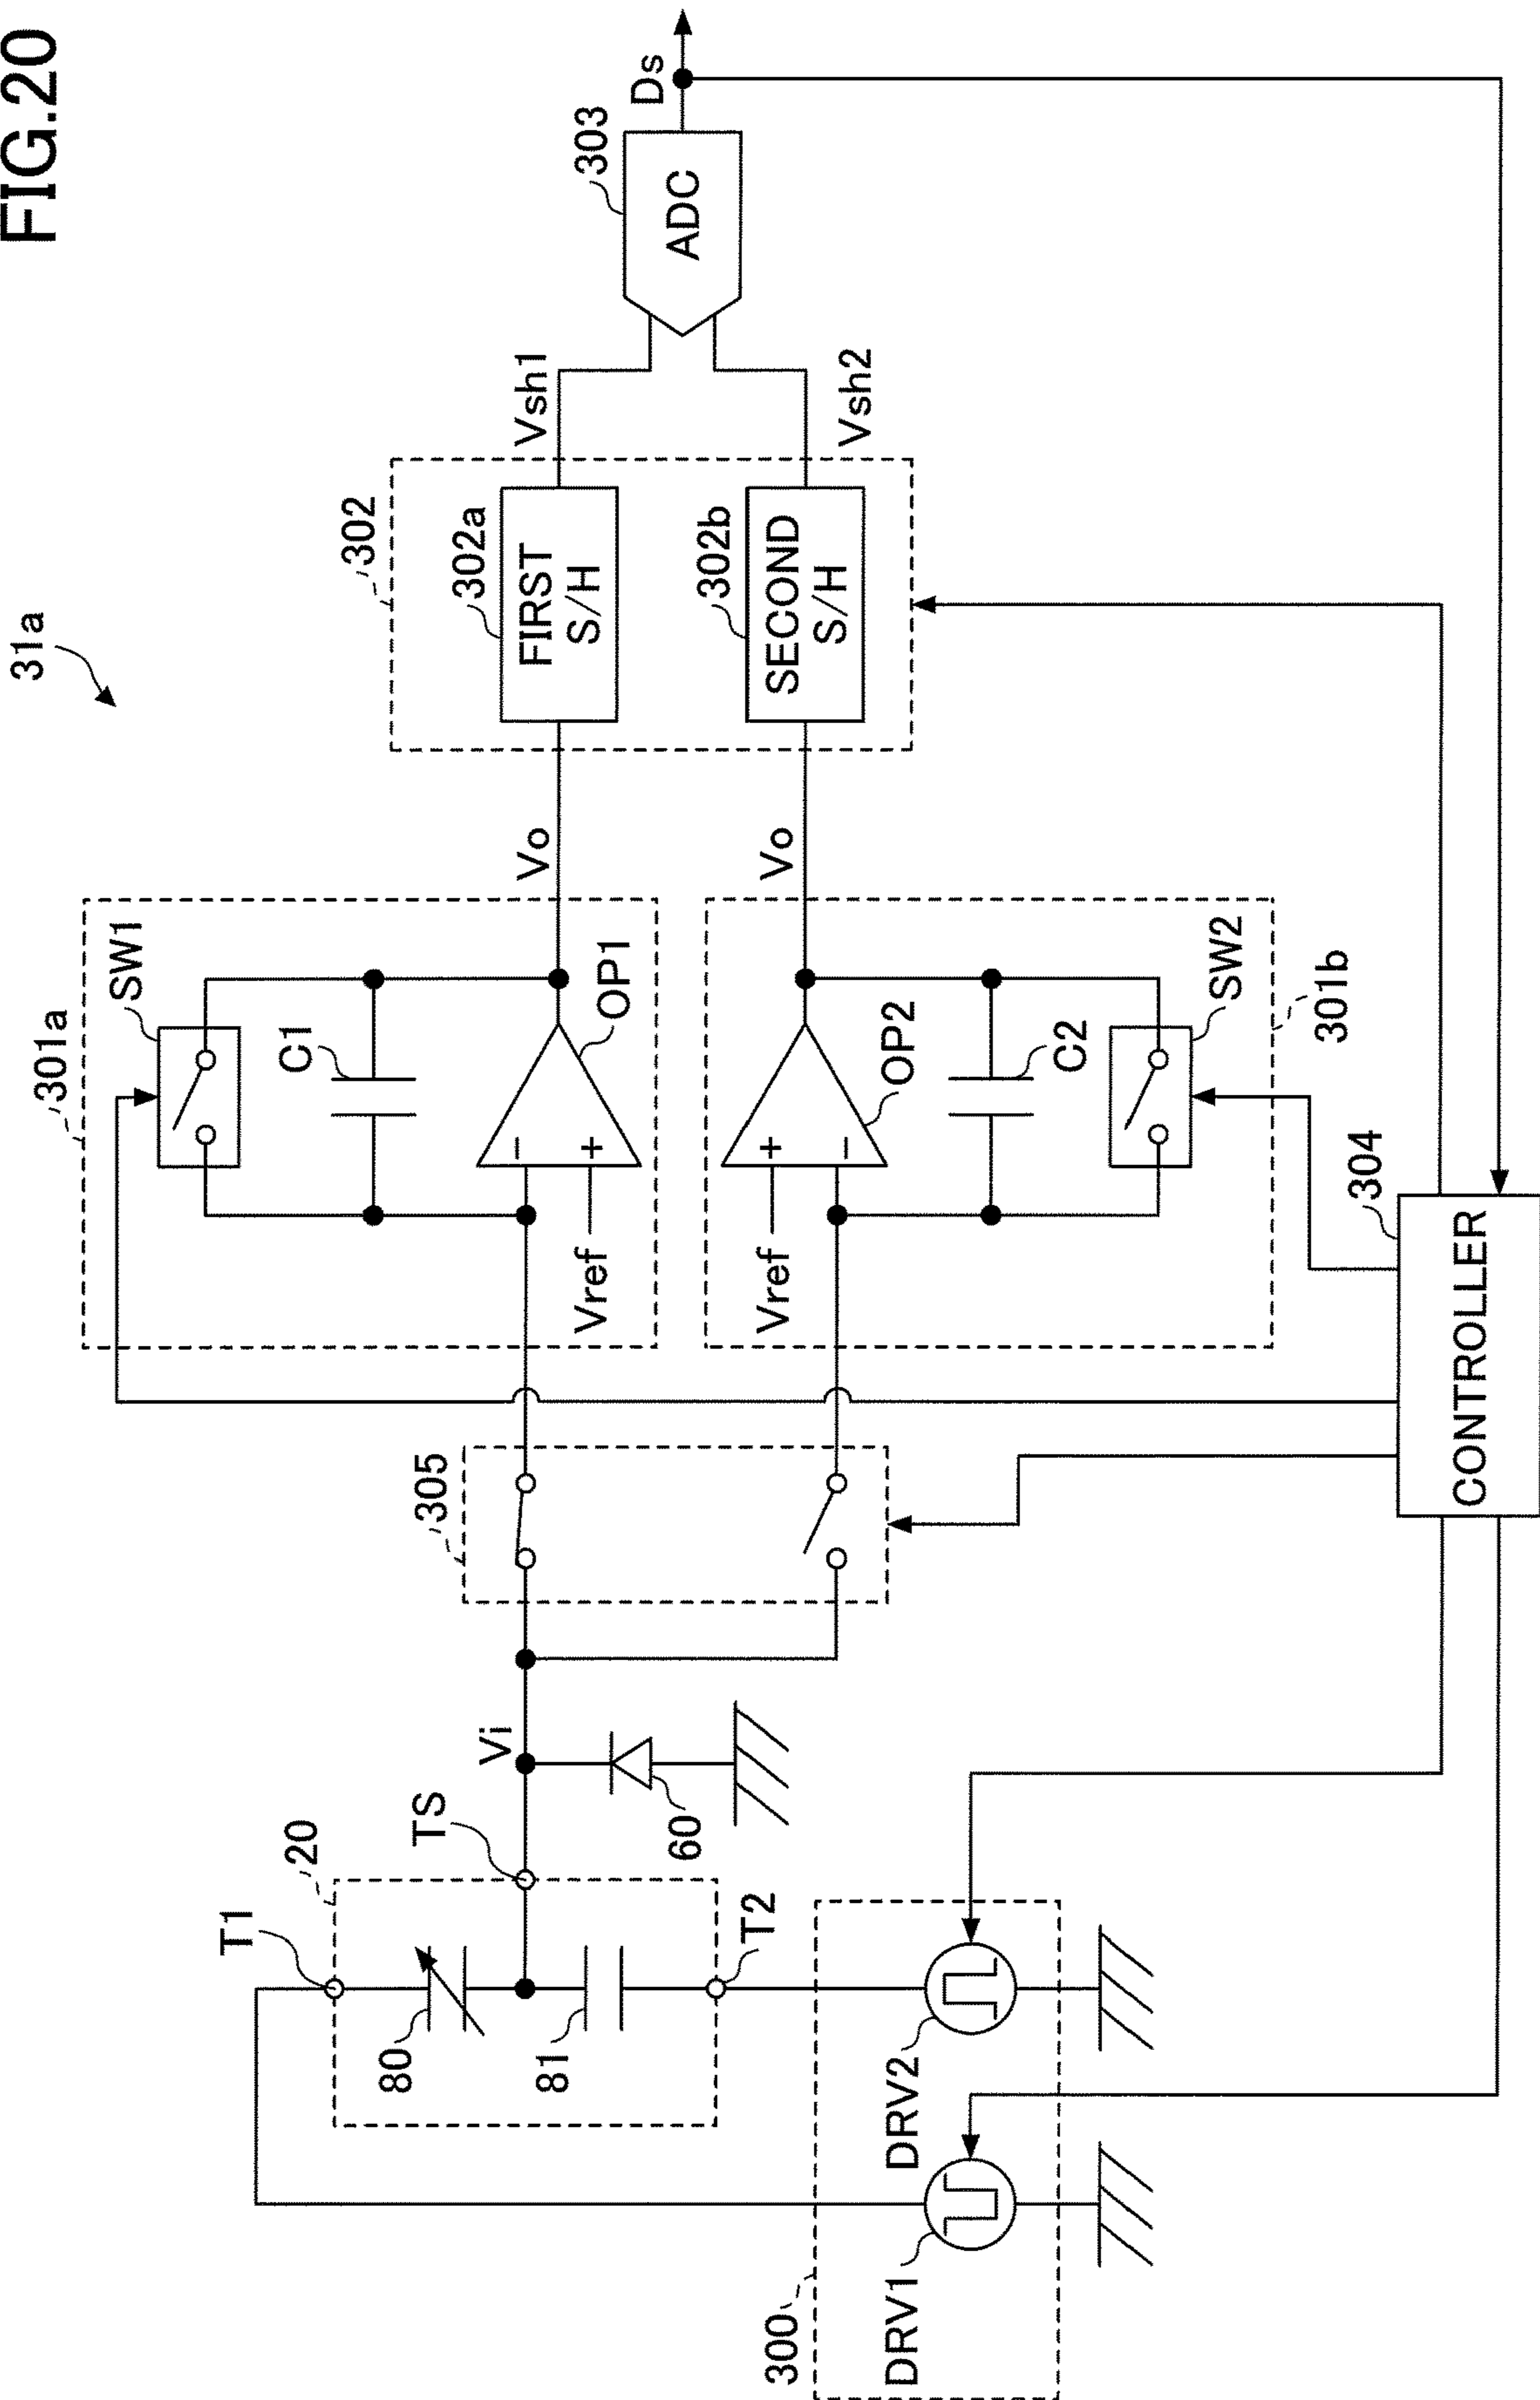 FIG.20
31a
301a
SW1
C1
OP1
Vo
−
+
Vref
302
302a
FIRST
S/H
Vsh1
303
ADC
Ds
302b
SECOND
S/H
Vsh2
Vo
OP2
+
−
Vref
C2
SW2
301b
305
Vi
TS
60
20
T1
80
81
T2
300
DRV1
DRV2
304
CONTROLLER